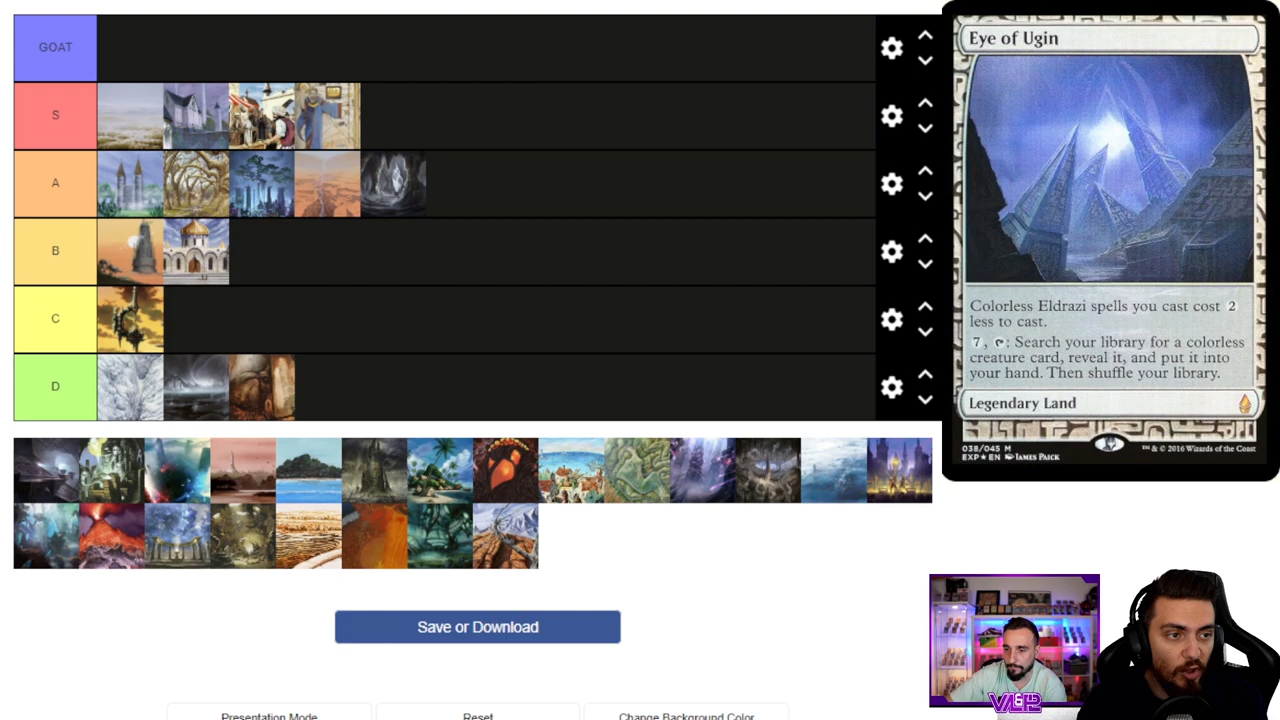 GOAT
S
A
B
C
D
Save or Download
Presentation Mode
Reset
Change Background Color
Eye of Ugin
Colorless Eldrazi spells you cast cost 2
less to cast.
7, : Search your library for a colorless
creature card, reveal it, and put it into
your hand. Then shuffle your library.
Legendary Land
038/045 M
EXP ★ EN JAMES PAICK
™ & © 2016 Wizards of the Coast